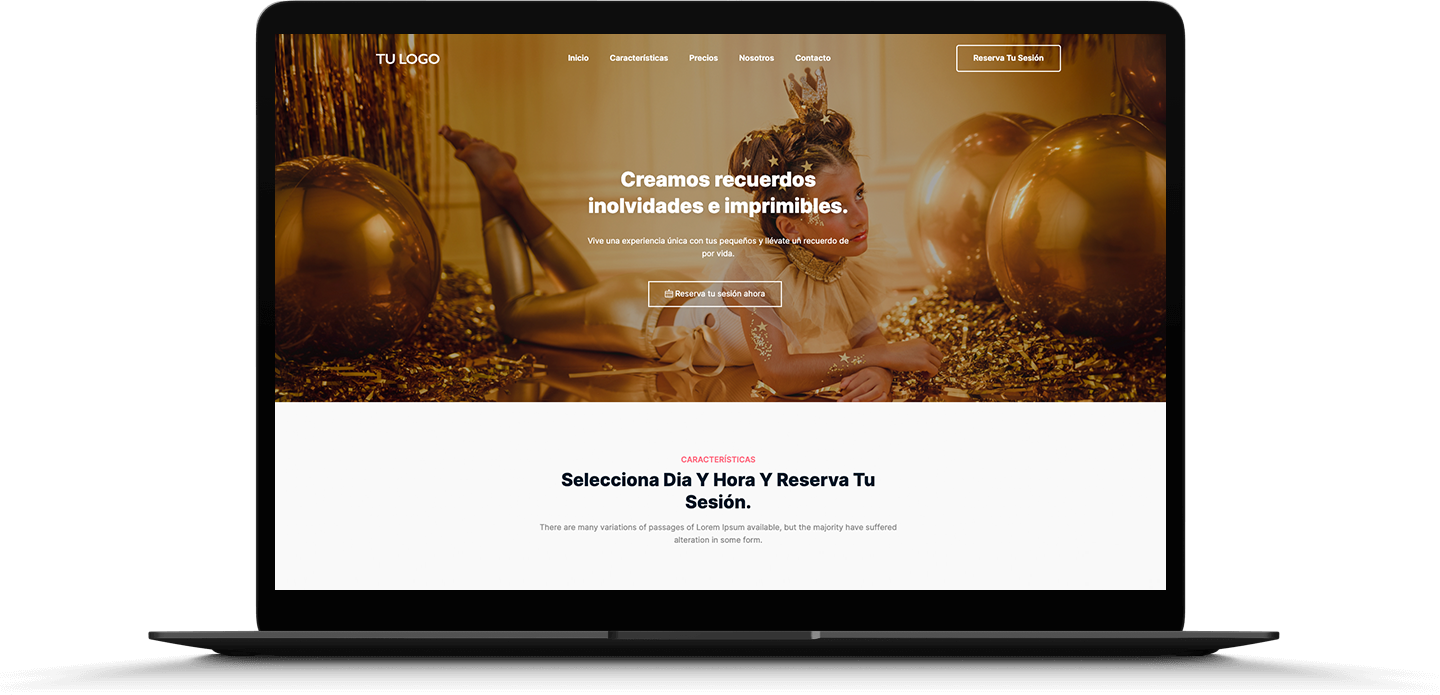 TU LOGO
Inicio Características Precios Nosotros Contacto
Reserva Tu Sesión
Creamos recuerdos
inolvidades e imprimibles.
Vive una experiencia única con tus pequeños y llévate un recuerdo de
por vida.
Reserva tu sesión ahora
CARACTERÍSTICAS
Selecciona Dia Y Hora Y Reserva Tu
Sesión.
There are many variations of passages of Lorem Ipsum available, but the majority have suffered
alteration in some form.